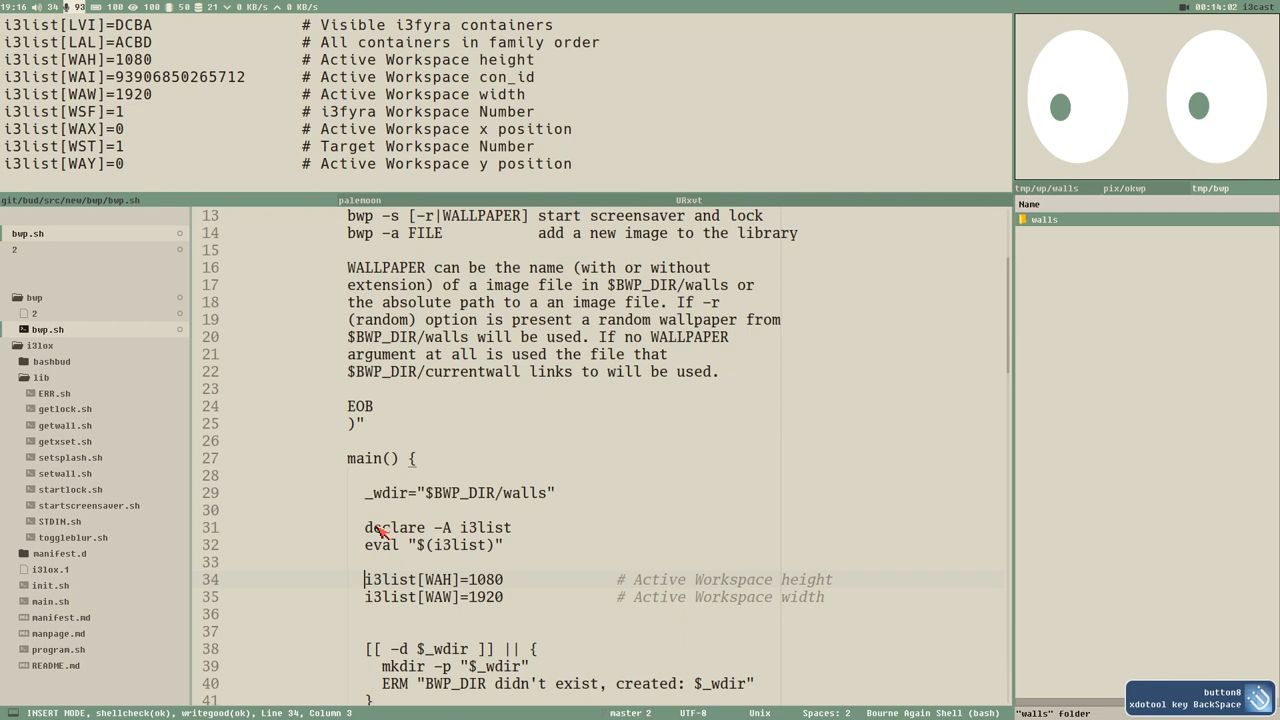 19:16 34 93 100 100 50 21 0 KB/s 0 KB/s
00:14:02 i3cast
i3list[LVI]=DCBA # Visible i3fyra containers
i3list[LAL]=ACBD # All containers in family order
i3list[WAH]=1080 # Active Workspace height
i3list[WAI]=93906850265712 # Active Workspace con_id
i3list[WAW]=1920 # Active Workspace width
i3list[WSF]=1 # i3fyra Workspace Number
i3list[WAX]=0 # Active Workspace x position
i3list[WST]=1 # Target Workspace Number
i3list[WAY]=0 # Active Workspace y position
git/bud/src/new/bwp/bwp.sh palemoon URxvt
tmp/wp/walls pix/okwp tmp/bwp
Name
walls
bwp.sh
2
bwp
2
bwp.sh
i3lox
bashbud
lib
ERR.sh
getlock.sh
getwall.sh
getxset.sh
setsplash.sh
setwall.sh
startlock.sh
startscreensaver.sh
STDIN.sh
toggleblur.sh
manifest.d
i3lox.1
init.sh
main.sh
manifest.md
manpage.md
program.sh
README.md
13 bwp -s [-r|WALLPAPER] start screensaver and lock
14 bwp -a FILE add a new image to the library
15
16 WALLPAPER can be the name (with or without
17 extension) of a image file in $BWP_DIR/walls or
18 the absolute path to a an image file. If -r
19 (random) option is present a random wallpaper from
20 $BWP_DIR/walls will be used. If no WALLPAPER
21 argument at all is used the file that
22 $BWP_DIR/currentwall links to will be used.
23
24 EOB
25 )"
26
27 main() {
28
29 _wdir="$BWP_DIR/walls"
30
31 declare -A i3list
32 eval "$(i3list)"
33
34 i3list[WAH]=1080 # Active Workspace height
35 i3list[WAW]=1920 # Active Workspace width
36
37
38 [[ -d $_wdir ]] || {
39 mkdir -p "$_wdir"
40 ERM "BWP_DIR didn't exist, created: $_wdir"
41 }
INSERT MODE, shellcheck(ok), writegood(ok), Line 34, Column 3 master 2 UTF-8 Unix Spaces: 2 Bourne Again Shell (bash)
"walls" folder
button8
xdotool key BackSpace